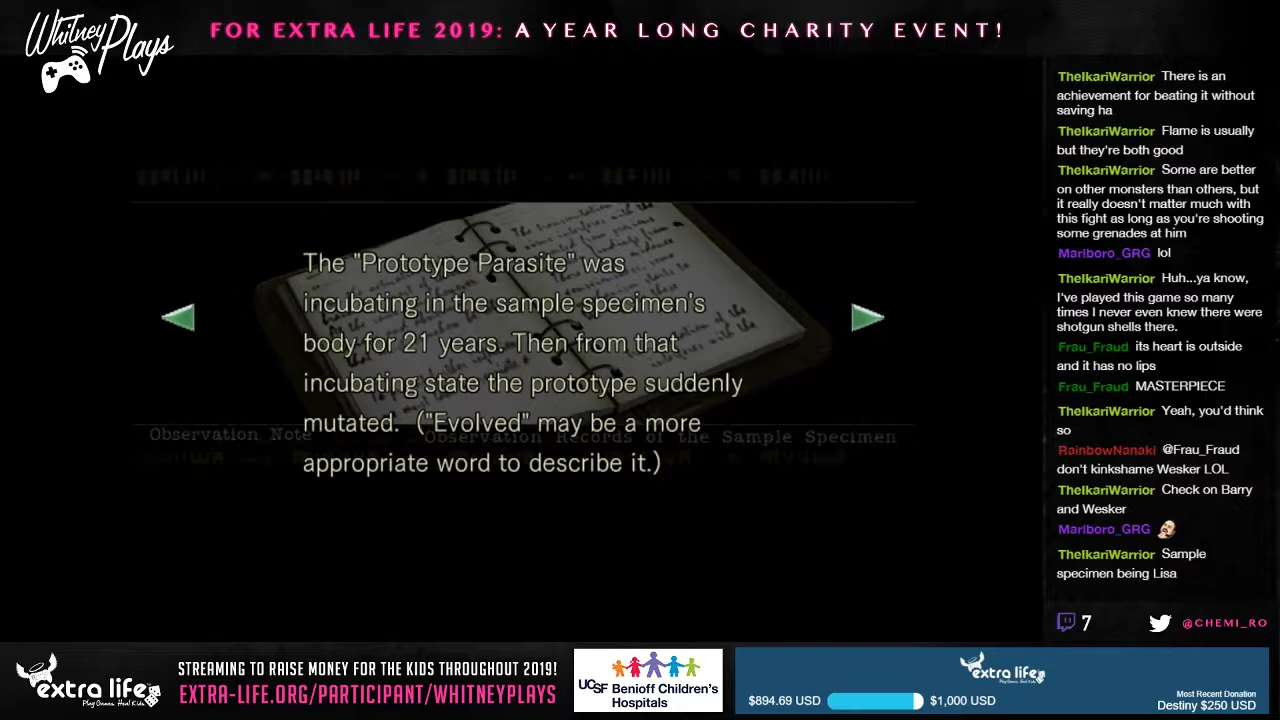 Whitney Plays
FOR EXTRA LIFE 2019: A YEAR LONG CHARITY EVENT!
The "Prototype Parasite" was
incubating in the sample specimen's
body for 21 years. Then from that
incubating state the prototype suddenly
mutated. ("Evolved" may be a more
appropriate word to describe it.)
Observation Note
Observation Records of the Sample Specimen
TheIkariWarrior There is an
achievement for beating it without
saving ha
TheIkariWarrior Flame is usually
but they're both good
TheIkariWarrior Some are better
on other monsters than others, but
it really doesn't matter much with
this fight as long as you're shooting
some grenades at him
Marlboro_GRG lol
TheIkariWarrior Huh...ya know,
I've played this game so many
times I never even knew there were
shotgun shells there.
Frau_Fraud its heart is outside
and it has no lips
Frau_Fraud MASTERPIECE
TheIkariWarrior Yeah, you'd think
so
RainbowNanaki @Frau_Fraud
don't kinkshame Wesker LOL
TheIkariWarrior Check on Barry
and Wesker
Marlboro_GRG
TheIkariWarrior Sample
specimen being Lisa
7
@CHEMI_RO
extra life
Play Games. Heal Kids.
STREAMING TO RAISE MONEY FOR THE KIDS THROUGHOUT 2019!
EXTRA-LIFE.ORG/PARTICIPANT/WHITNEYPLAYS
UCSF Benioff Children's
Hospitals
extra life
Play Games. Heal Kids.
$894.69 USD
$1,000 USD
Most Recent Donation
Destiny $250 USD